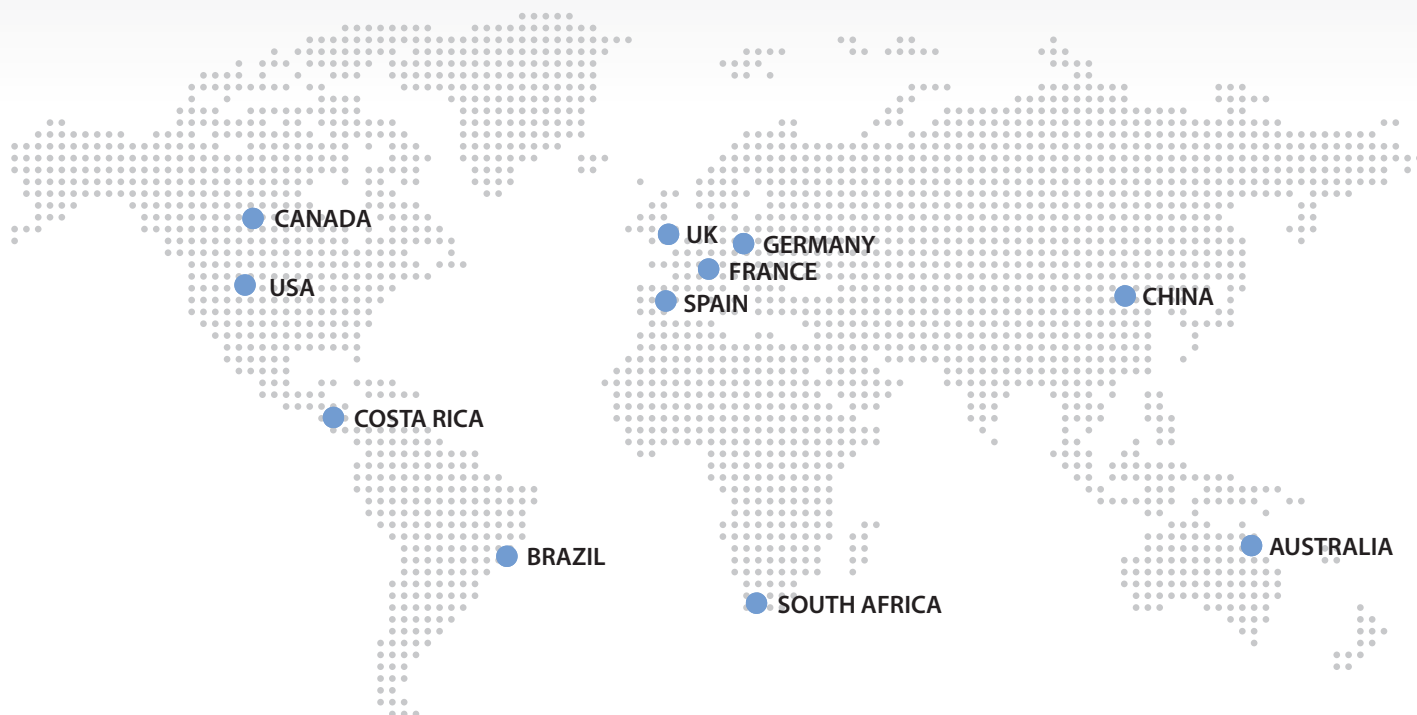 CANADA
UK
GERMANY
FRANCE
USA
SPAIN
CHINA
COSTA RICA
BRAZIL
AUSTRALIA
SOUTH AFRICA